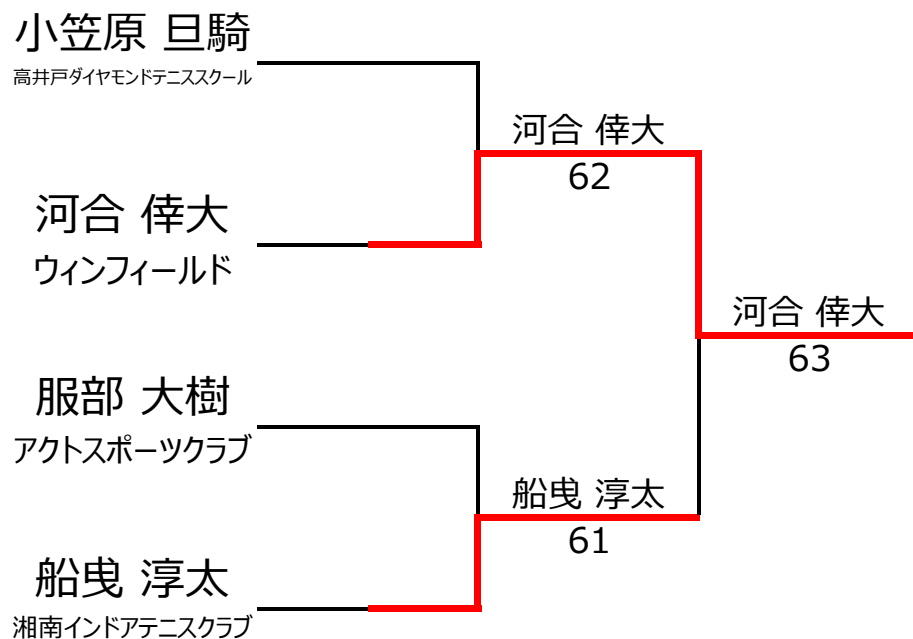 小笠原 旦騎
高井戸ダイヤモンドテニススクール
河合 倖大
62
河合 倖大
ウィンフィールド
河合 倖大
63
服部 大樹
アクトスポーツクラブ
船曵 淳太
61
船曵 淳太
湘南インドアテニスクラブ